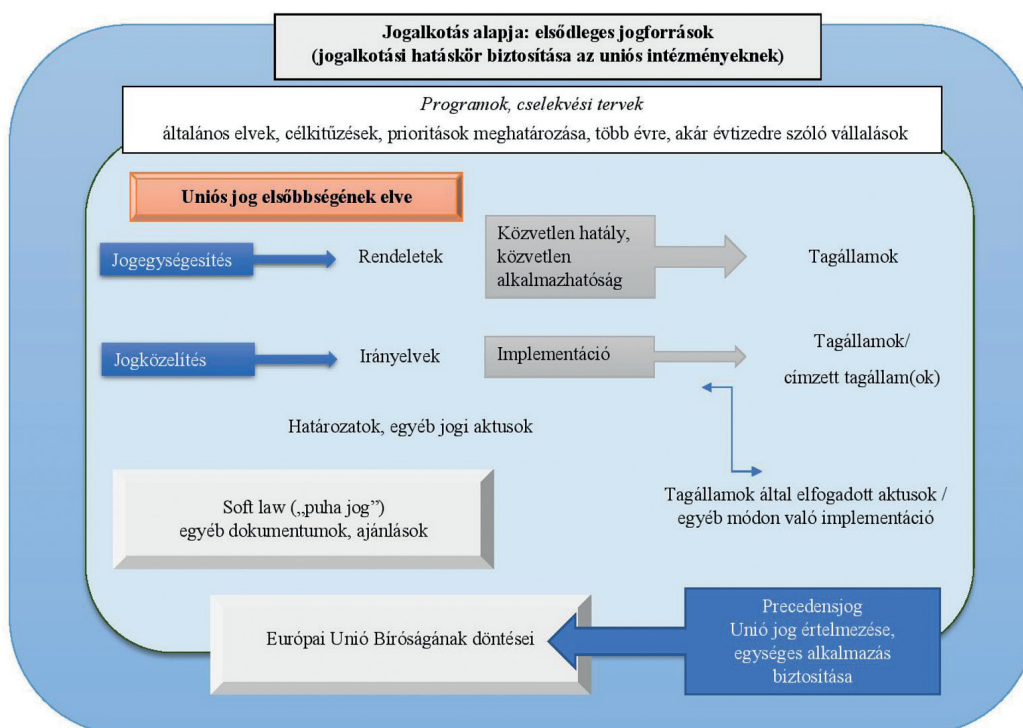 Jogalkotás alapja: elsődleges jogforrások
(jogalkotási hatáskör biztosítása az uniós intézményeknek)
Programok, cselekvési tervek
általános elvek, célkitűzések, prioritások meghatározása, több évre, akár évtizedre szóló vállalások
Uniós jog elsőbbségének elve
Jogegységesítés
Rendeletek
Közvetlen hatály,
közvetlen
alkalmazhatóság
Tagállamok
Jogközelítés
Irányelvek
Implementáció
Tagállamok/
címzett tagállam(ok)
Határozatok, egyéb jogi aktusok
Soft law („puha jog”)
egyéb dokumentumok, ajánlások
Tagállamok által elfogadott aktusok /
egyéb módon való implementáció
Európai Unió Bíróságának döntései
Precedensjog
Unió jog értelmezése,
egységes alkalmazás
biztosítása